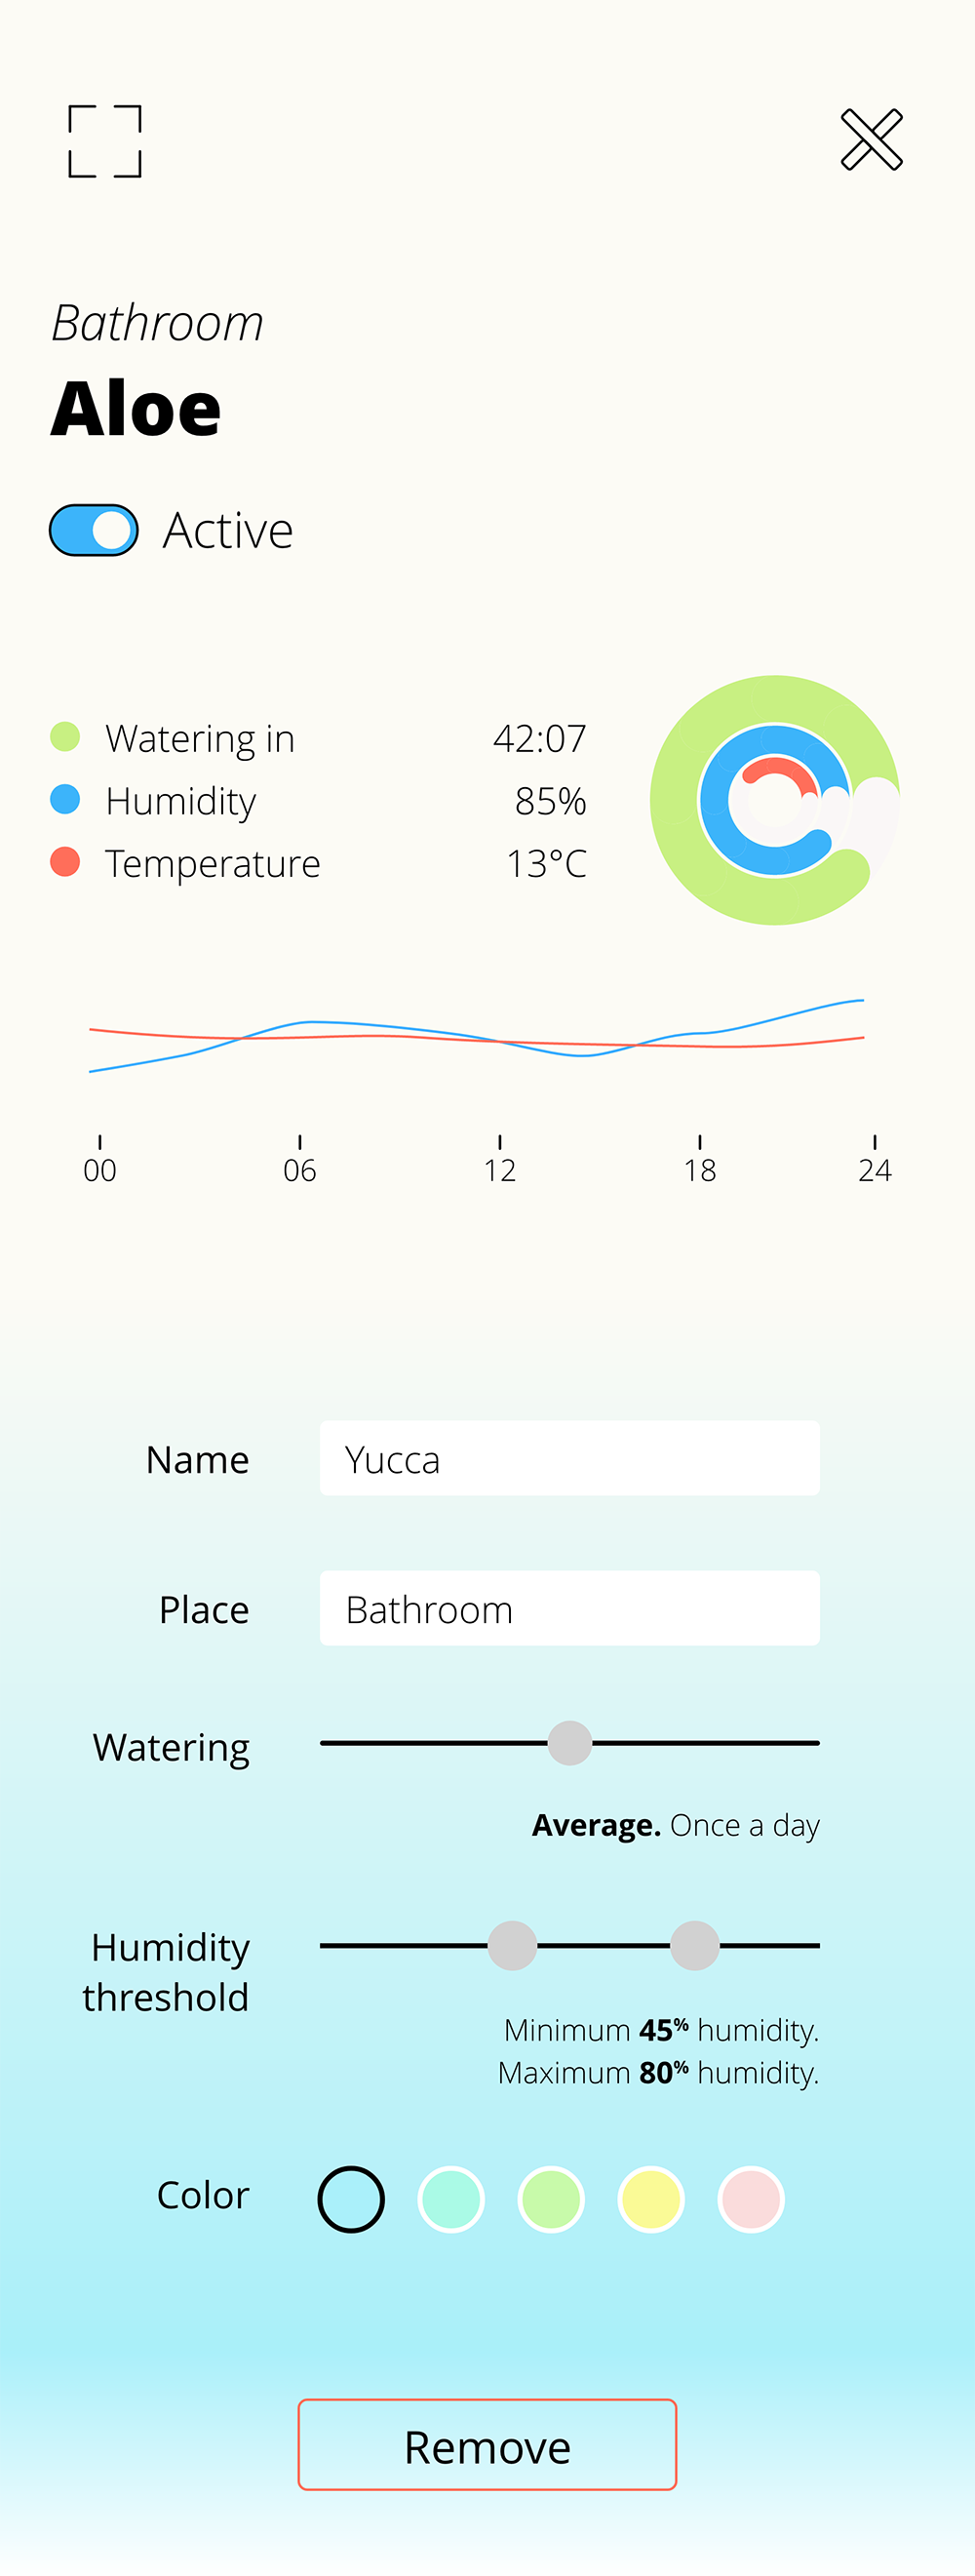 Bathroom
Aloe
Active
Watering in 42:07
Humidity 85%
Temperature 13°C
00 06 12 18 24
Name Yucca
Place Bathroom
Watering
Average. Once a day
Humidity
threshold
Minimum 45% humidity.
Maximum 80% humidity.
Color
Remove